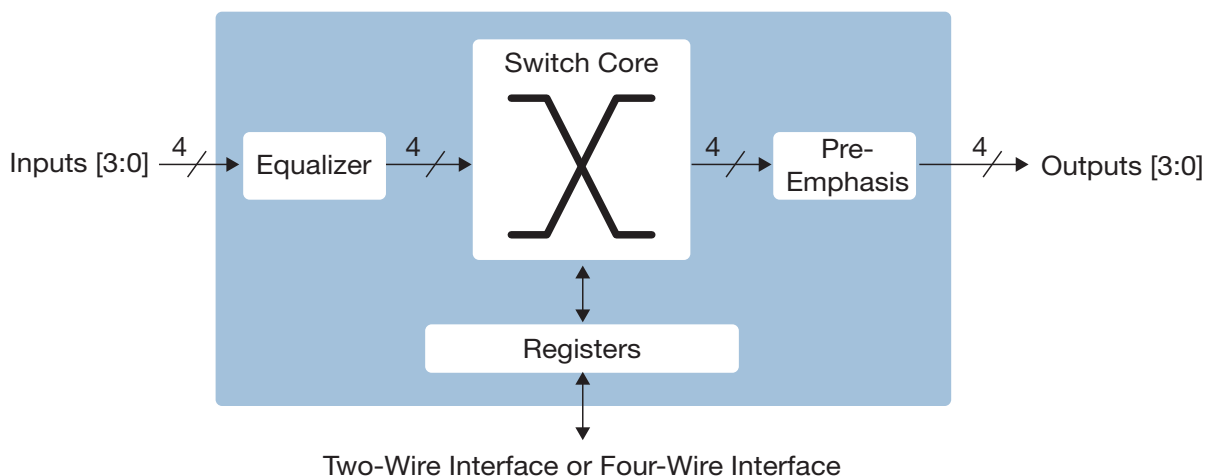 Switch Core
Inputs [3:0]
4
Equalizer
4
4
Pre-
Emphasis
4
Outputs [3:0]
Registers
Two-Wire Interface or Four-Wire Interface